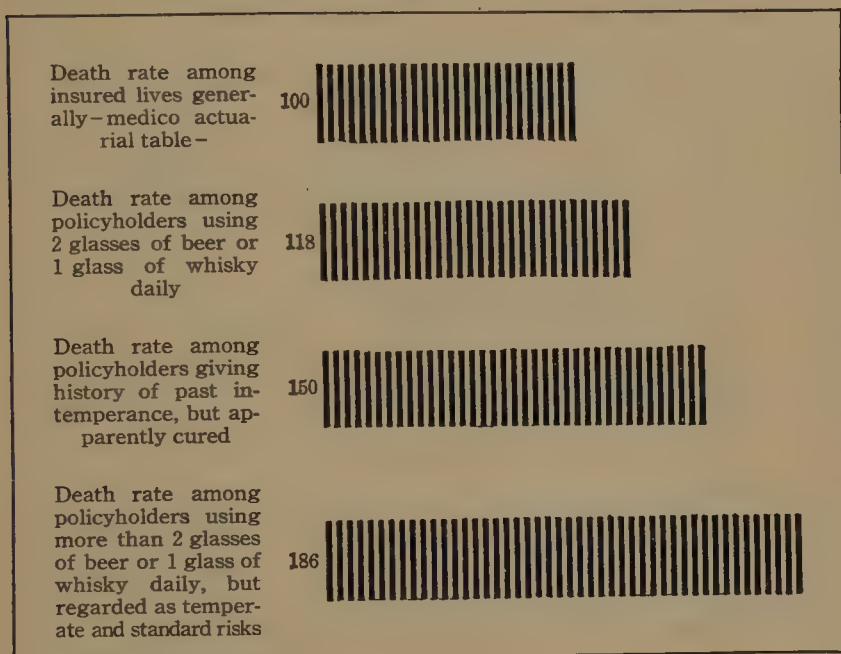 Death rate among
insured lives gener-
ally—medico actua-
rial table—
100
Death rate among
policyholders using
2 glasses of beer or
1 glass of whisky
daily
118
Death rate among
policyholders giving
history of past in-
temperance, but ap-
parently cured
150
Death rate among
policyholders using
more than 2 glasses
of beer or 1 glass of
whisky daily, but
regarded as temper-
ate and standard risks
186